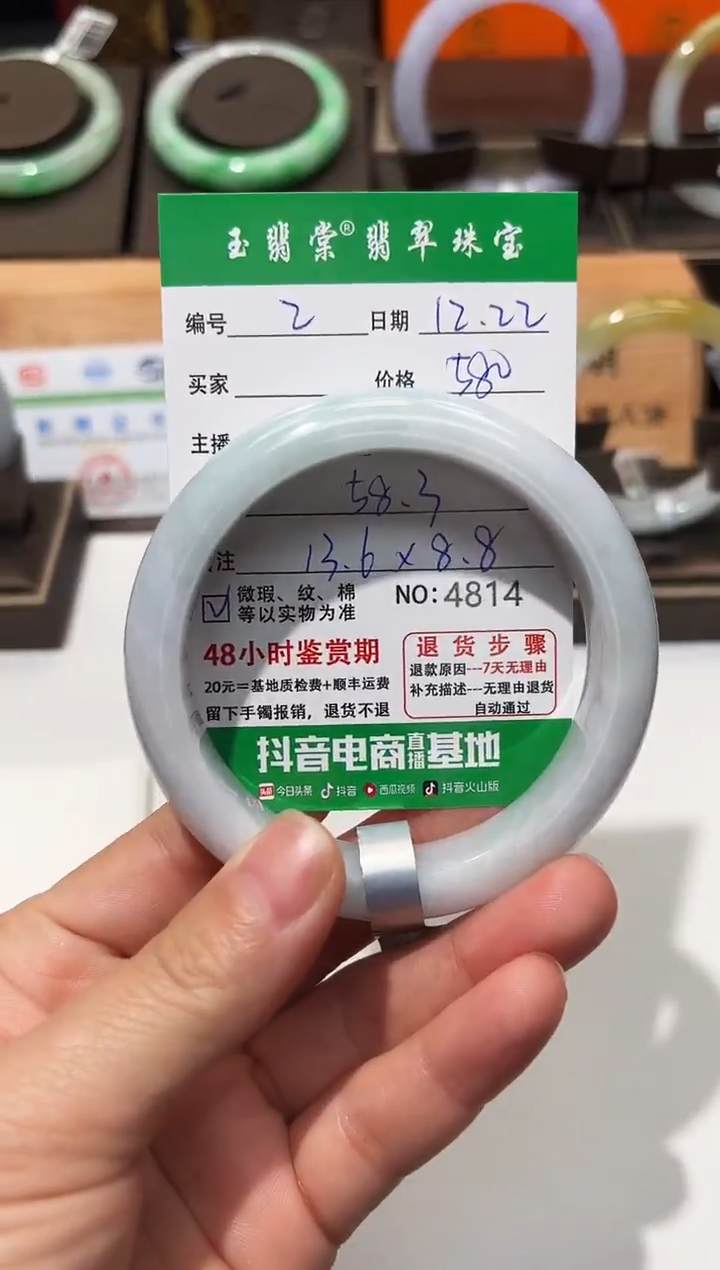 玉翡棠®翡翠珠宝
编号 2 日期 12.22
买家 价格 580
主播
58.3
注 13.6×8.8
微瑕、纹、棉
等以实物为准
NO:4814
48小时鉴赏期
20元=基地质检费+顺丰运费
留下手镯报销，退货不退
退货步骤
退款原因---7天无理由
补充描述---无理由退货
自动通过
抖音电商直播基地
头条 今日头条 抖音 西瓜视频 抖音火山版